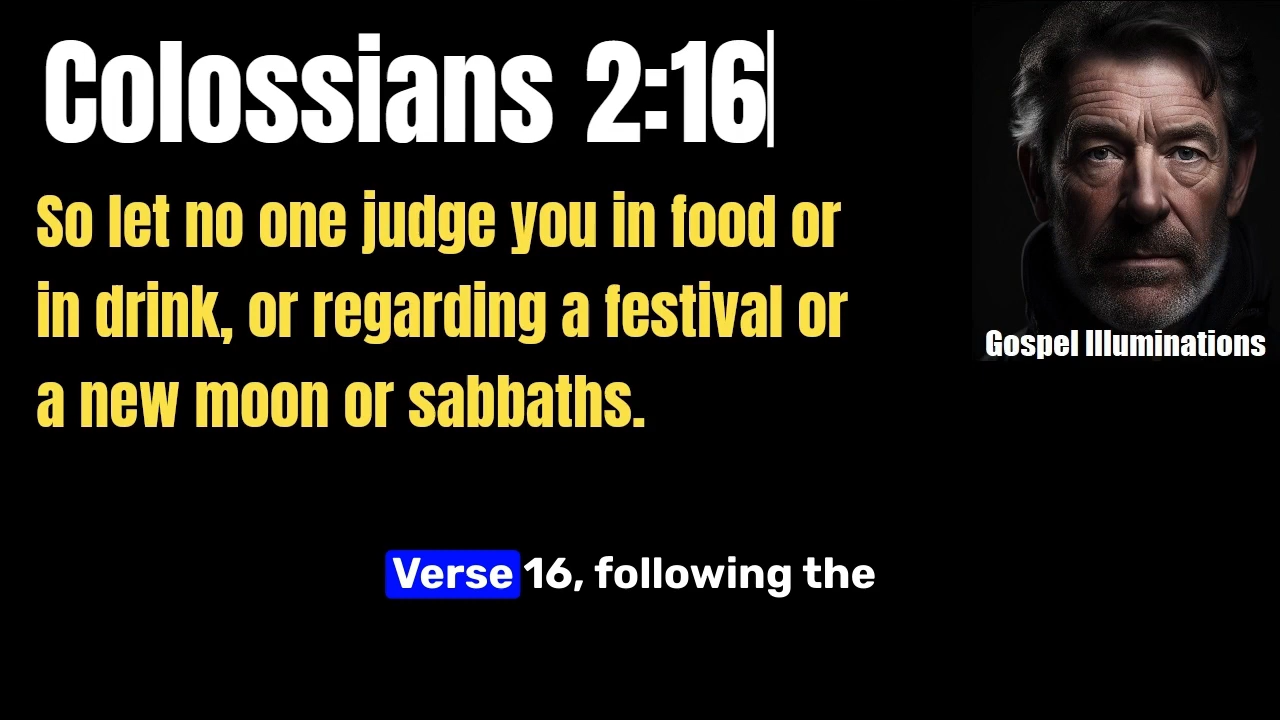 Colossians 2:16
So let no one judge you in food or
in drink, or regarding a festival or
a new moon or sabbaths.
Gospel Illuminations
Verse 16, following the